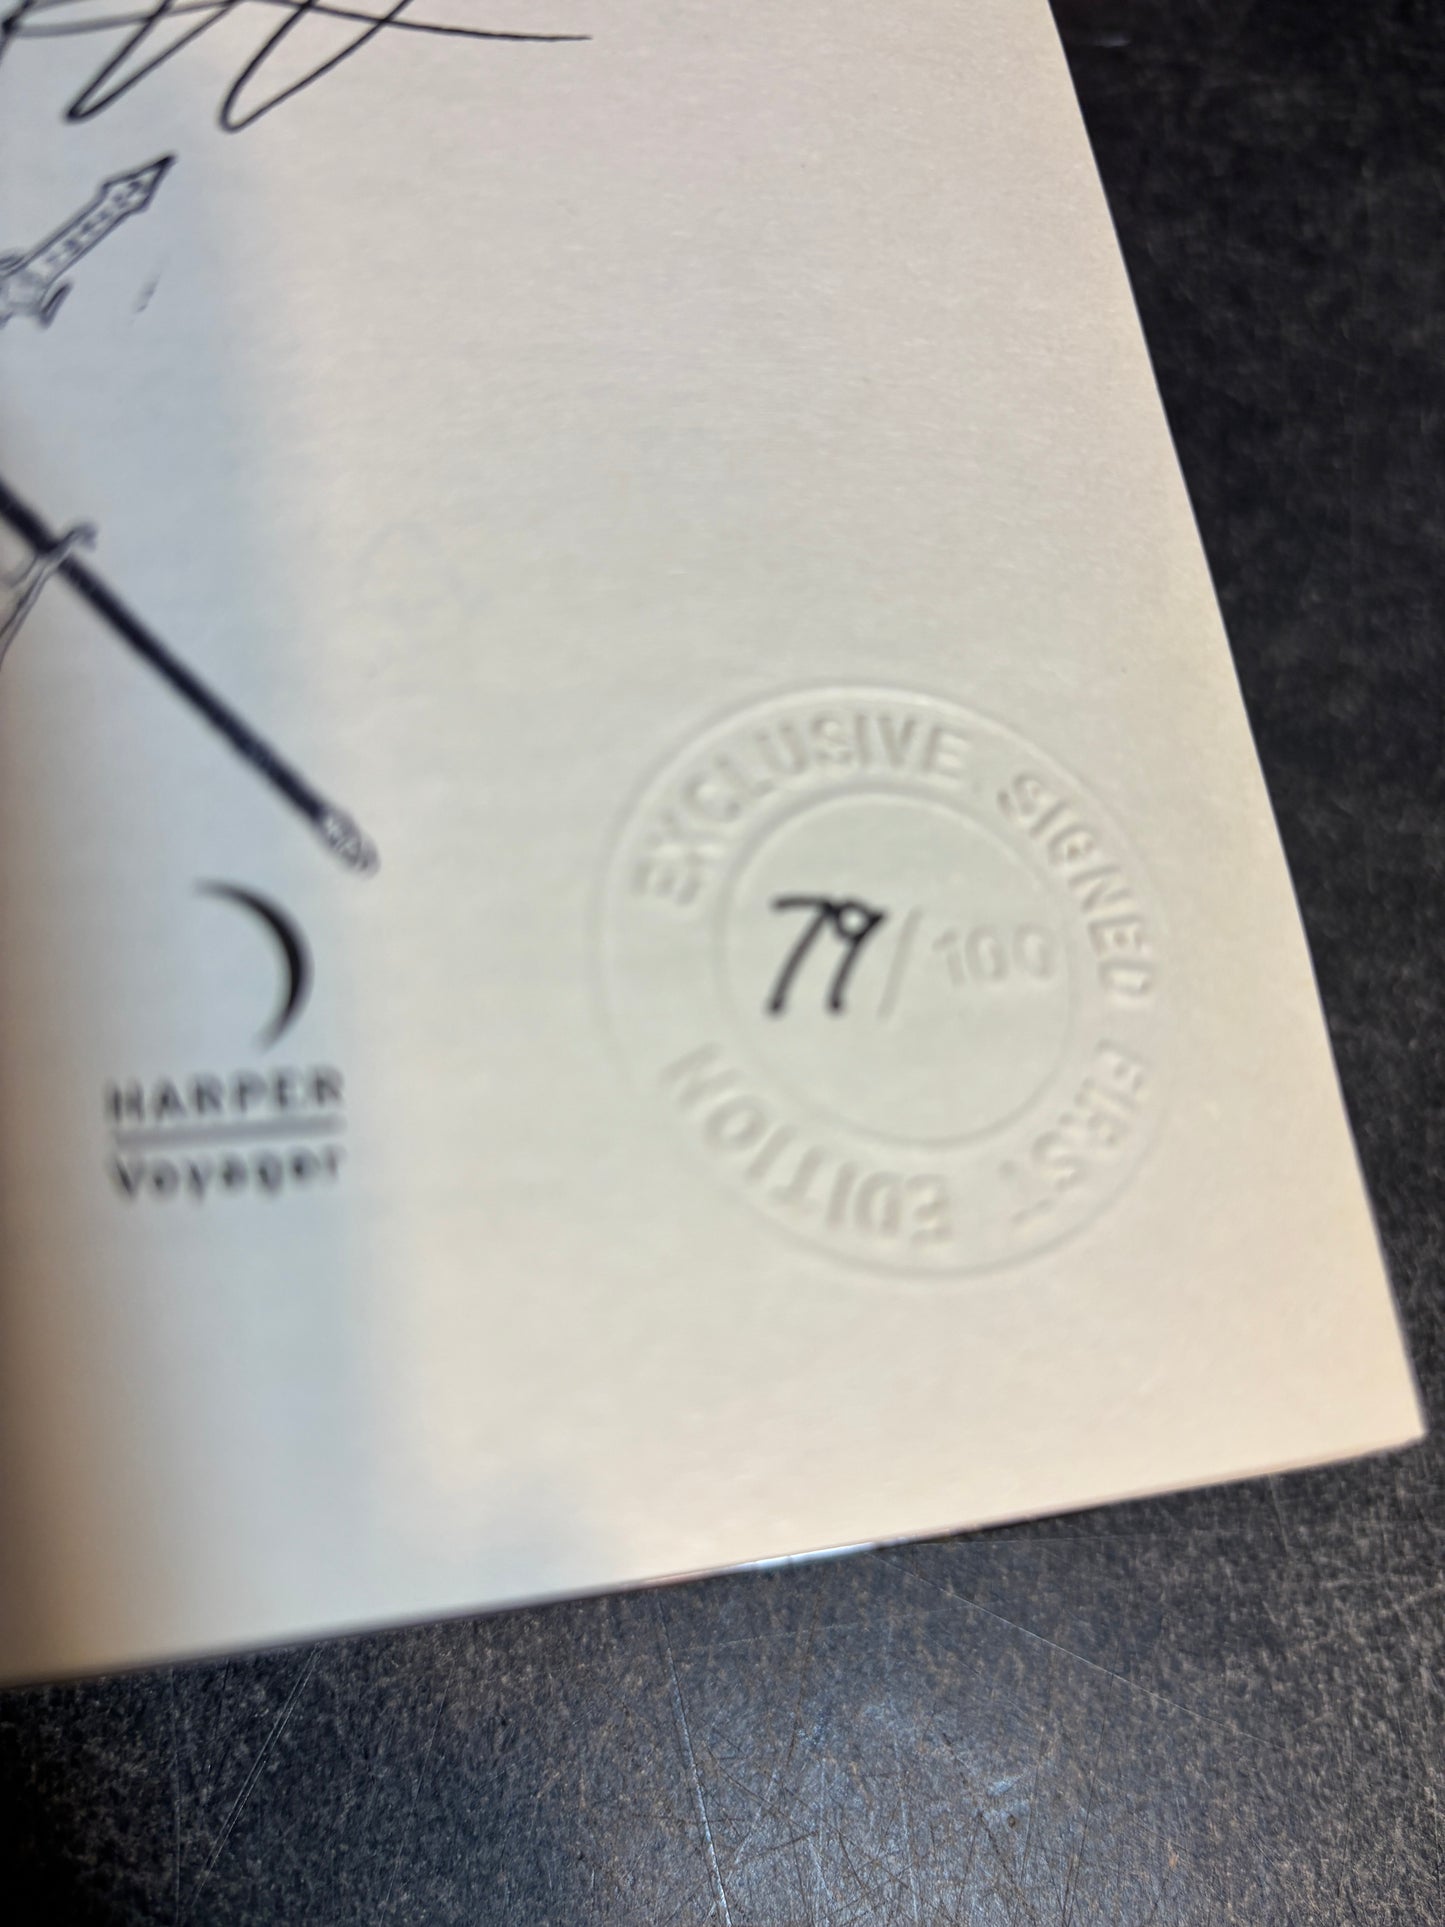 EXCLUSIVE SIGNED FIRST EDITION
79/100
HARPER
Voyager